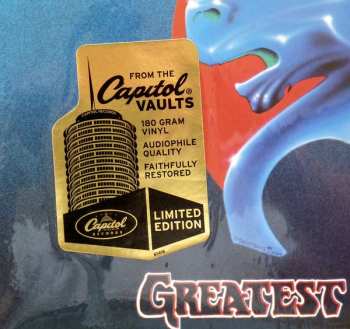 FROM THE
Capitol®
VAULTS
180 GRAM
VINYL
AUDIOPHILE
QUALITY
FAITHFULLY
RESTORED
Capitol
RECORDS
LIMITED
EDITION
GREATEST